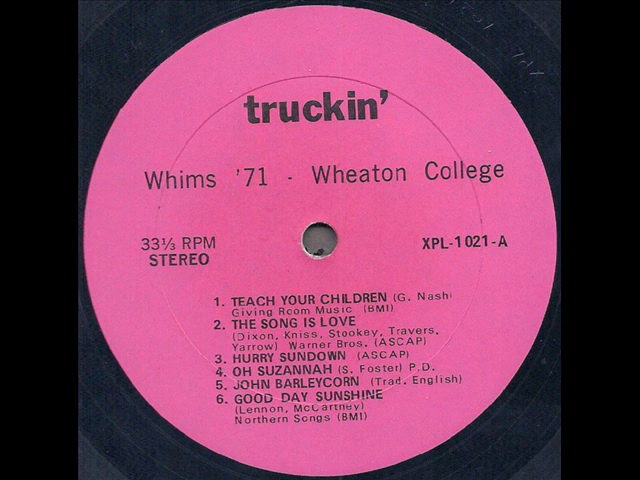 truckin'
Whims '71 - Wheaton College
33⅓ RPM
STEREO
XPL-1021-A
1. TEACH YOUR CHILDREN (G. Nash)
Giving Room Music (BMI)
2. THE SONG IS LOVE
(Dixon, Kniss, Stookey, Travers,
Yarrow) Warner Bros. (ASCAP)
3. HURRY SUNDOWN (ASCAP)
4. OH SUZANNAH (S. Foster) P.D.
5. JOHN BARLEYCORN (Trad. English)
6. GOOD DAY SUNSHINE
(Lennon, McCartney)
Northern Songs (BMI)